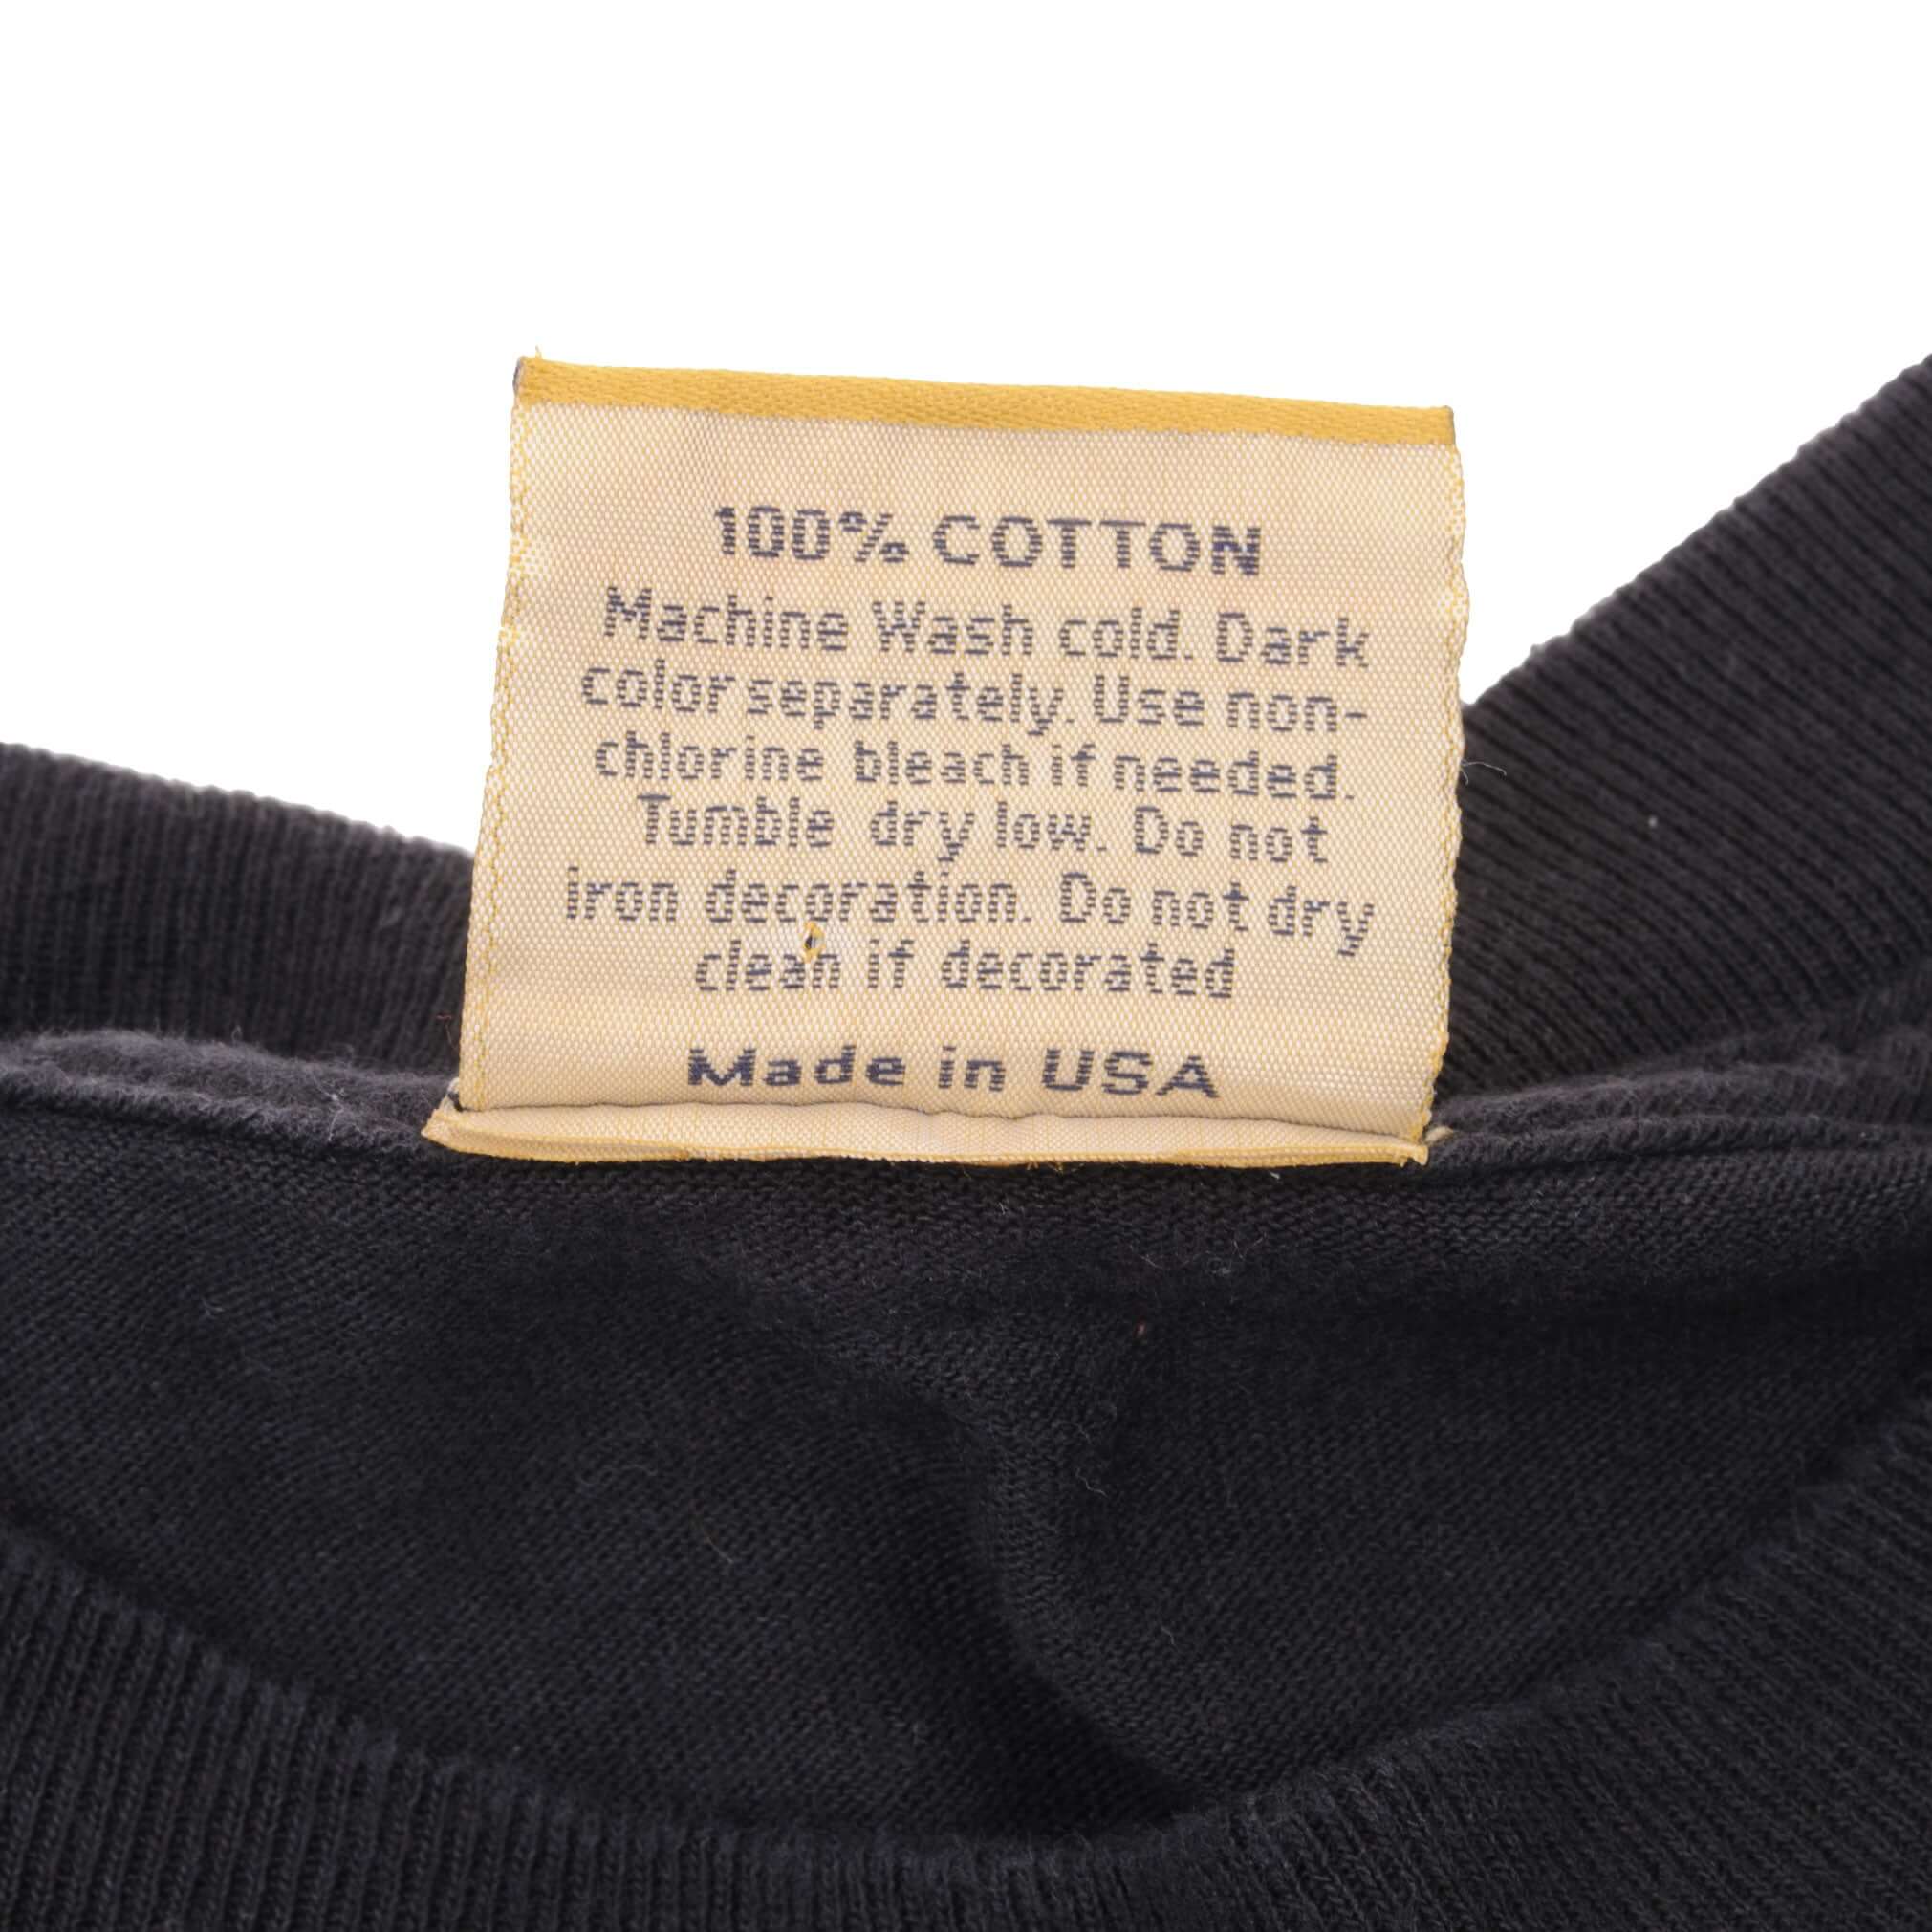 100% COTTON
Machine Wash cold. Dark
color separately. Use non-
chlorine bleach if needed.
Tumble dry low. Do not
iron decoration. Do not dry
clean if decorated
Made in USA